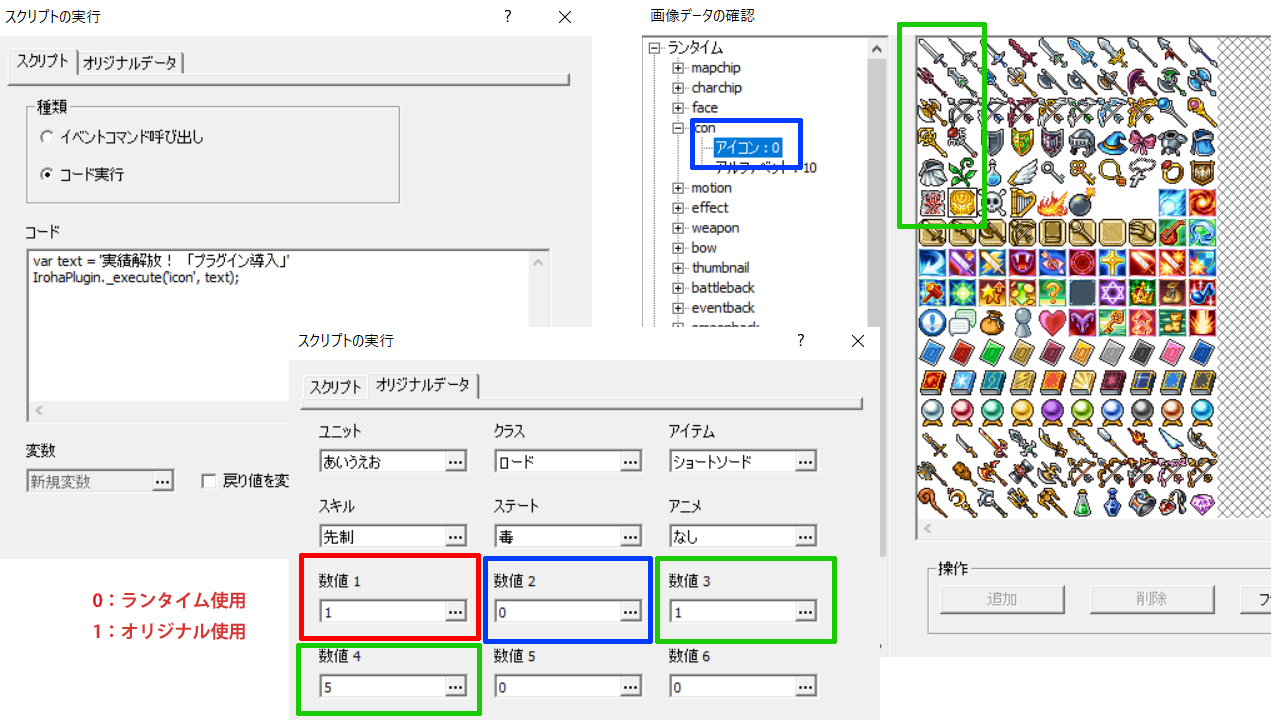 スクリプトの実行
?
スクリプト
オリジナルデータ
種類
イベントコマンド呼び出し
コード実行
コード
var text = '実績解放！ 「プラグイン導入」'
IrohaPlugin._execute('icon', text);
変数
新規変数
...
戻り値を変
0：ランタイム使用
1：オリジナル使用
画像データの確認
ランタイム
mapchip
charchip
face
icon
アイコン : 0
アルファベット : 10
motion
effect
weapon
bow
thumbnail
battleback
eventback
screenback
操作
追加
削除
スクリプトの実行
?
スクリプト
オリジナルデータ
ユニット
クラス
アイテム
あいうえお ...
ロード ...
ショートソード ...
スキル
ステート
アニメ
先制 ...
毒 ...
なし ...
数値 1
数値 2
数値 3
1 ...
0 ...
1 ...
数値 4
数値 5
数値 6
5 ...
0 ...
0 ...